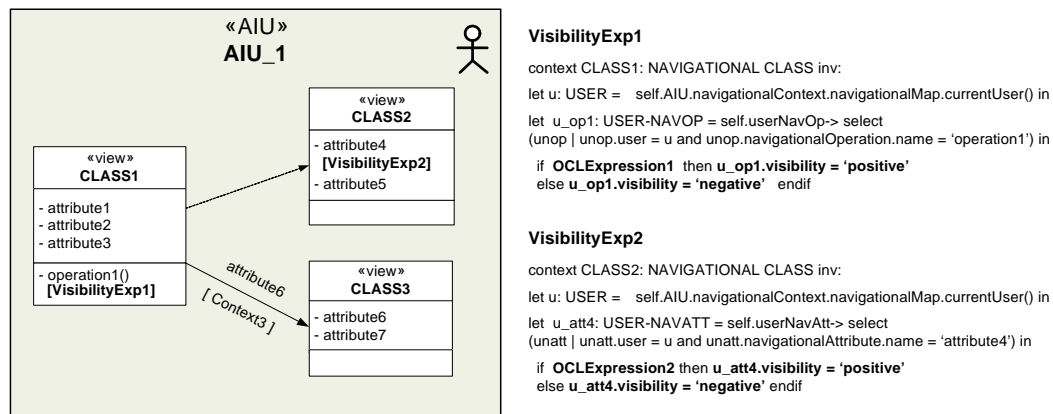 «AIU»
AIU_1
«view»
CLASS2
- attribute4
[VisibilityExp2]
- attribute5
«view»
CLASS1
- attribute1
- attribute2
- attribute3
- operation1()
[VisibilityExp1]
attribute6
[ Context3 ]
«view»
CLASS3
- attribute6
- attribute7
VisibilityExp1
context CLASS1: NAVIGATIONAL CLASS inv:
let u: USER = self.AIU.navigationalContext.navigationalMap.currentUser() in
let u_op1: USER-NAVOP = self.userNavOp-> select
(unop | unop.user = u and unop.navigationalOperation.name = ‘operation1’) in
if OCLExpression1 then u_op1.visibility = ‘positive’
else u_op1.visibility = ‘negative’ endif
VisibilityExp2
context CLASS2: NAVIGATIONAL CLASS inv:
let u: USER = self.AIU.navigationalContext.navigationalMap.currentUser() in
let u_att4: USER-NAVATT = self.userNavAtt-> select
(unatt | unatt.user = u and unatt.navigationalAttribute.name = ‘attribute4’) in
if OCLExpression2 then u_att4.visibility = ‘positive’
else u_att4.visibility = ‘negative’ endif